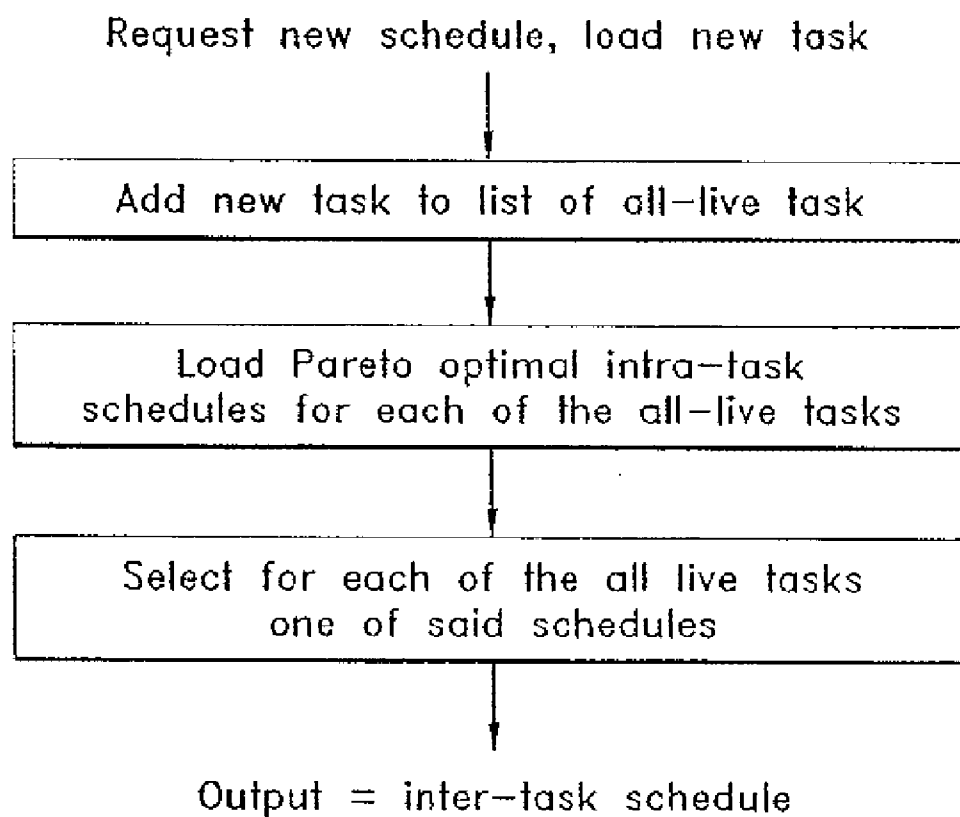 Request new schedule, load new task
Add new task to list of all-live task
Load Pareto optimal intra-task
schedules for each of the all-live tasks
Select for each of the all live tasks
one of said schedules
Output = inter-task schedule